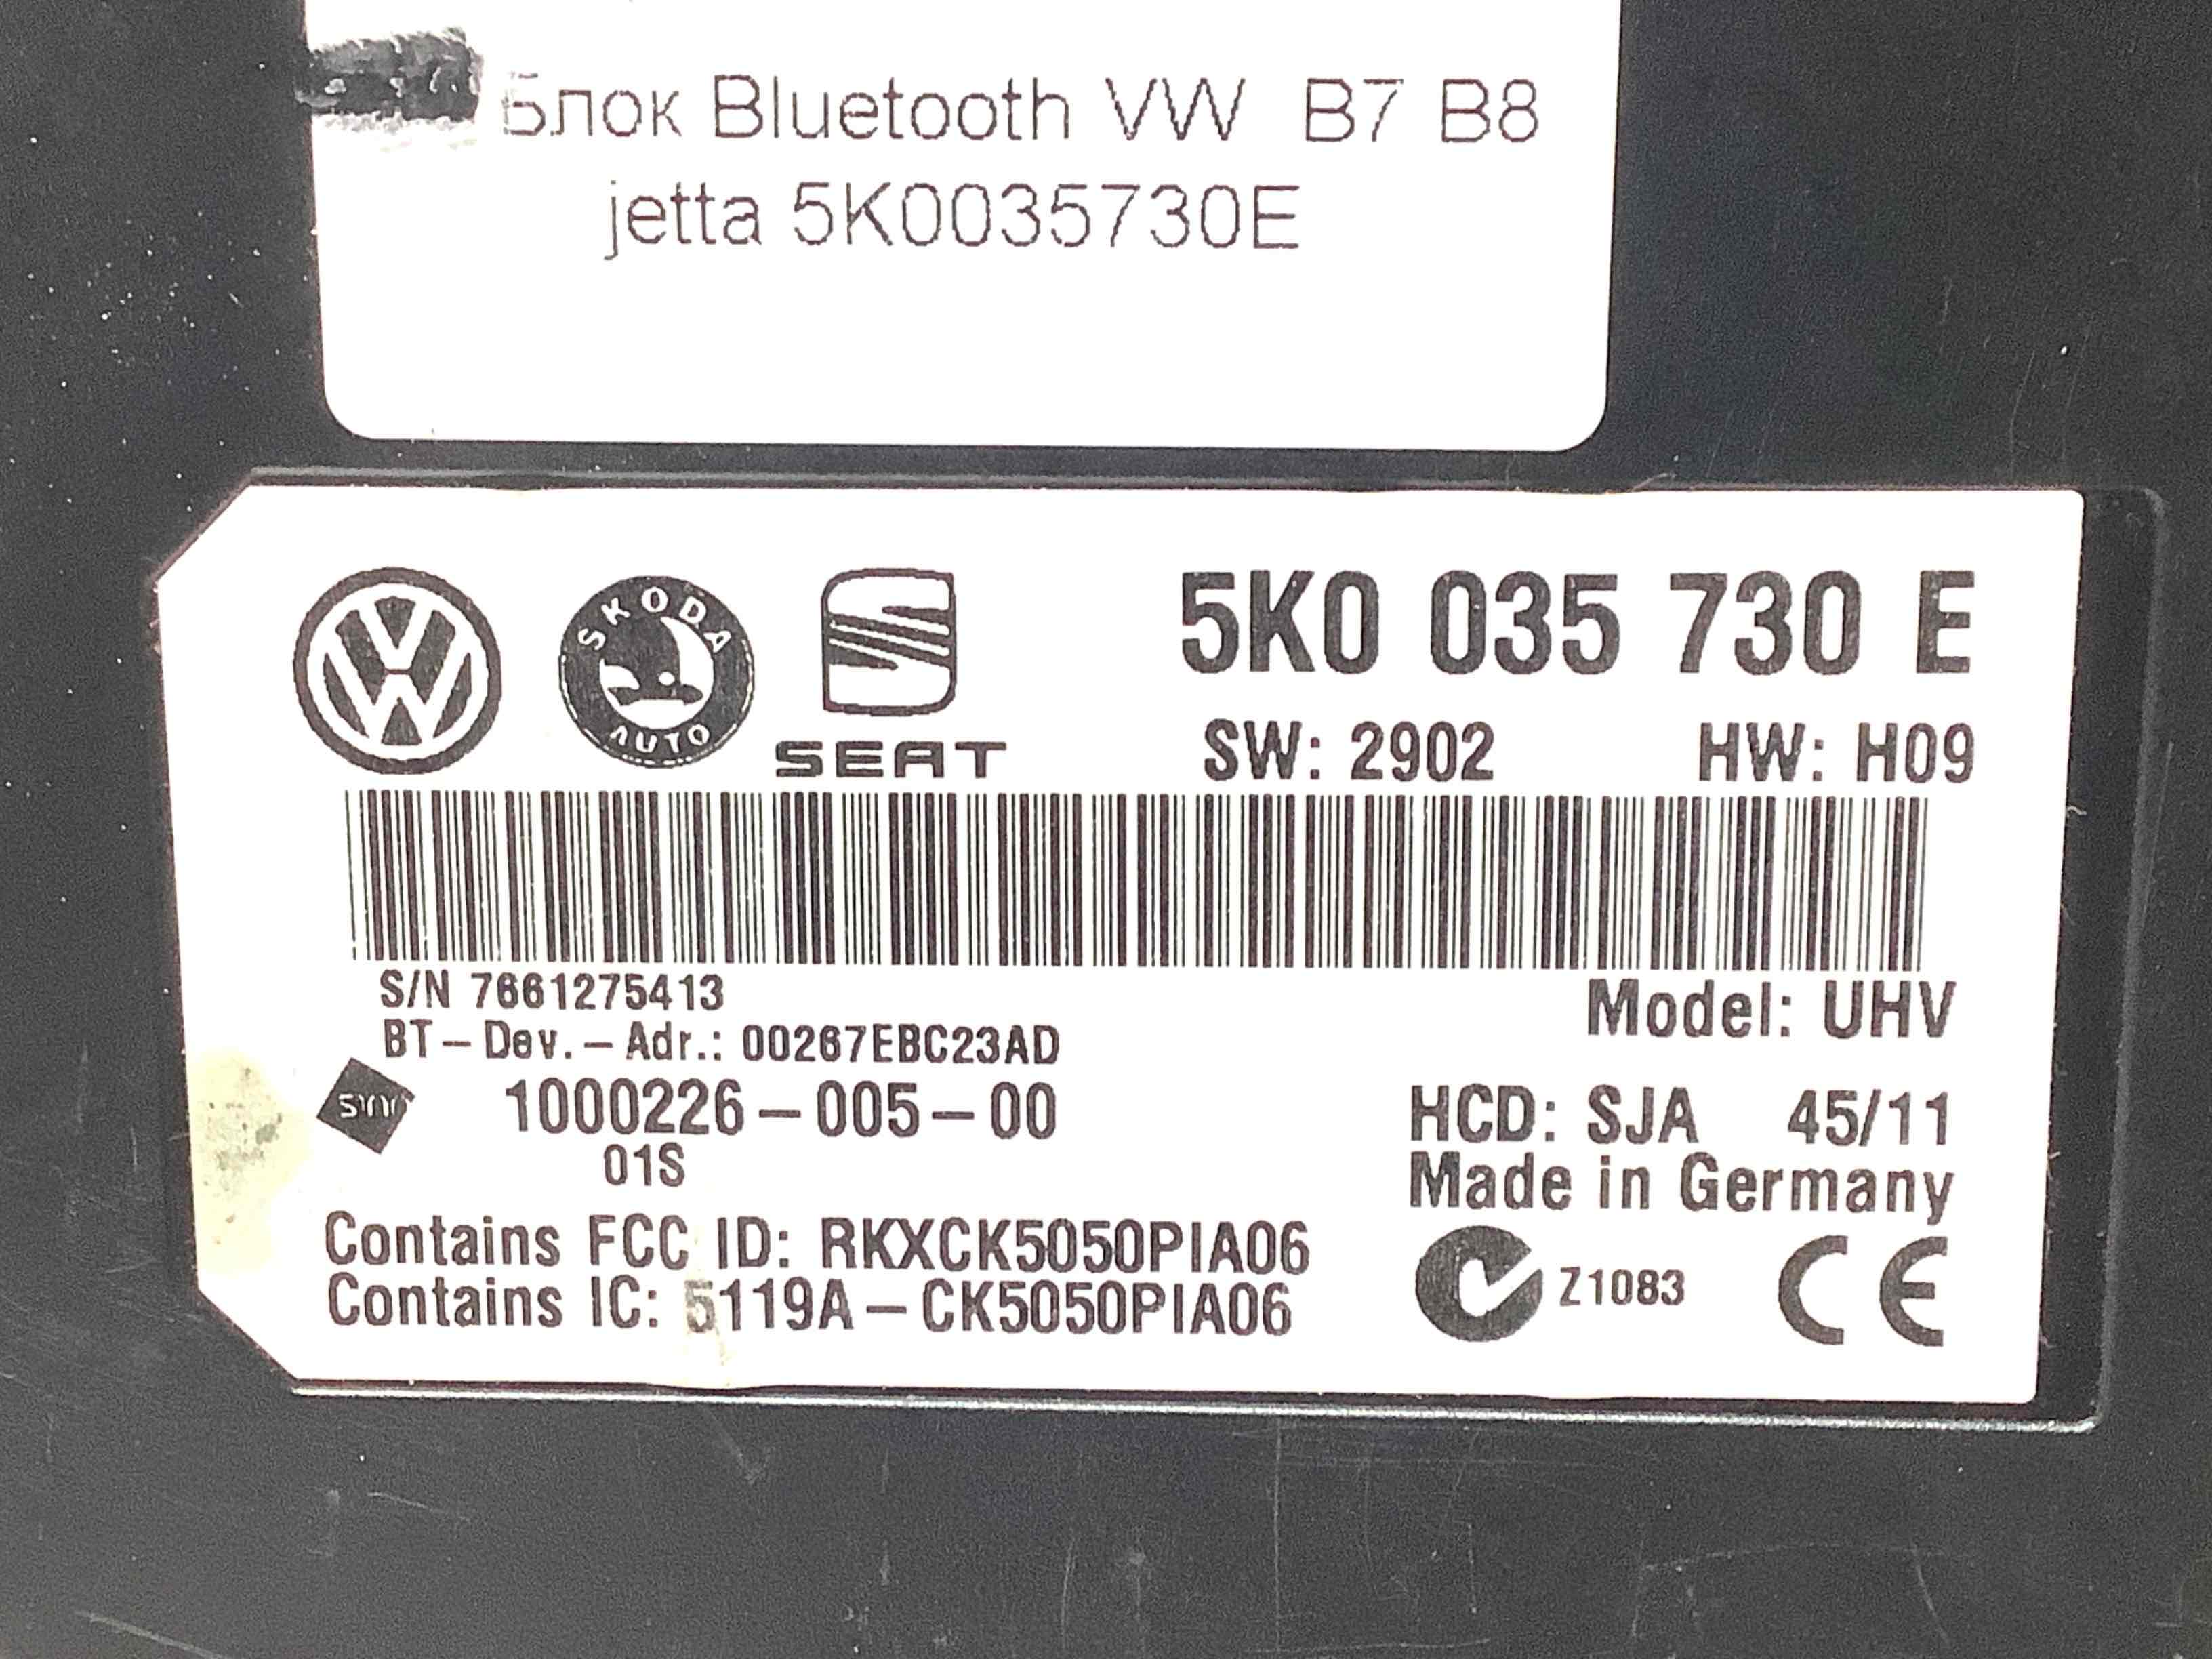 Блок Bluetooth VW B7 B8
jetta 5K0035730E
SKODA
AUTO
SEAT
5K0 035 730 E
SW: 2902 HW: H09
S/N 7661275413
Model: UHV
BT-Dev.-Adr.: 00267EBC23AD
1000226-005-00
HCD: SJA 45/11
01S
Made in Germany
Contains FCC ID: RKXCK5050PIA06
Contains IC: 5119A-CK5050PIA06
Z1083
CE